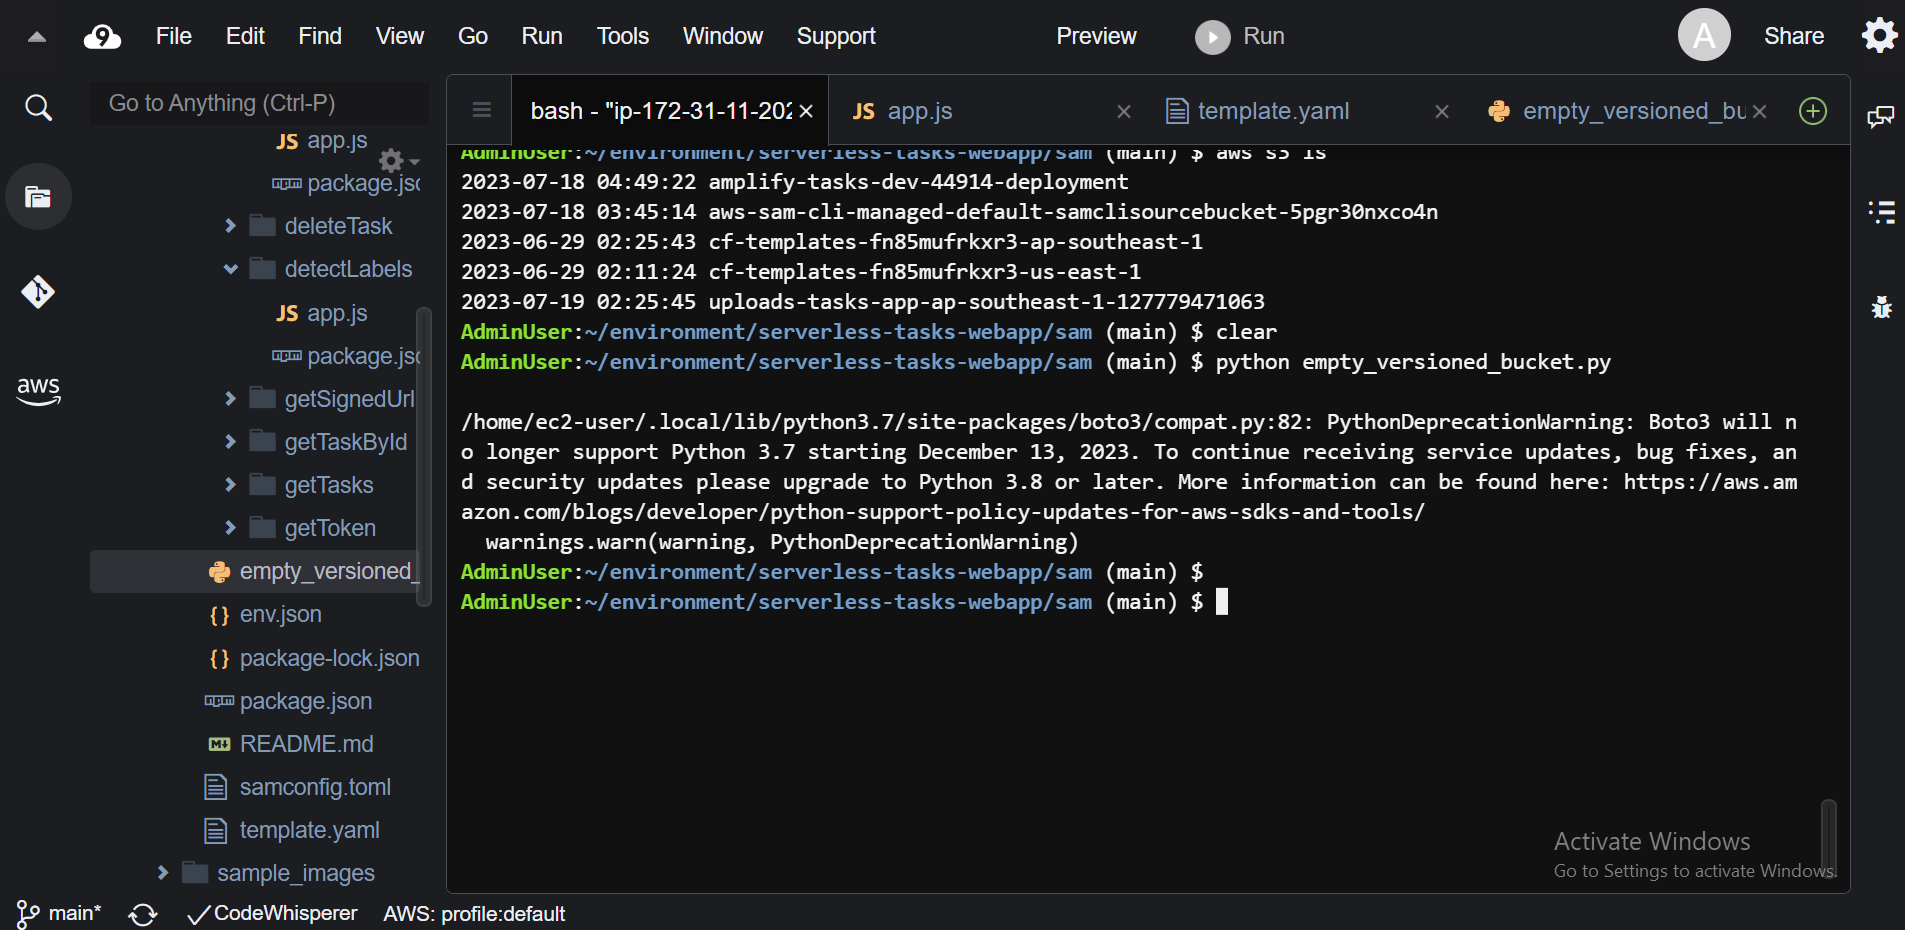 File Edit Find View Go Run Tools Window Support Preview Run A Share
Go to Anything (Ctrl-P)
JS app.js
package.jsc
deleteTask
detectLabels
JS app.js
package.jsc
getSignedUrl
getTaskById
getTasks
getToken
empty_versioned_
{} env.json
{} package-lock.json
package.json
README.md
samconfig.toml
template.yaml
sample_images
aws
bash - "ip-172-31-11-202 JS app.js template.yaml empty_versioned_bu
AdminUser:~/environment/serverless-tasks-webapp/sam (main) $ aws s3 ls
2023-07-18 04:49:22 amplify-tasks-dev-44914-deployment
2023-07-18 03:45:14 aws-sam-cli-managed-default-samclisourcebucket-5pgr30nxco4n
2023-06-29 02:25:43 cf-templates-fn85mufrkxr3-ap-southeast-1
2023-06-29 02:11:24 cf-templates-fn85mufrkxr3-us-east-1
2023-07-19 02:25:45 uploads-tasks-app-ap-southeast-1-127779471063
AdminUser:~/environment/serverless-tasks-webapp/sam (main) $ clear
AdminUser:~/environment/serverless-tasks-webapp/sam (main) $ python empty_versioned_bucket.py
/home/ec2-user/.local/lib/python3.7/site-packages/boto3/compat.py:82: PythonDeprecationWarning: Boto3 will n
o longer support Python 3.7 starting December 13, 2023. To continue receiving service updates, bug fixes, an
d security updates please upgrade to Python 3.8 or later. More information can be found here: https://aws.am
azon.com/blogs/developer/python-support-policy-updates-for-aws-sdks-and-tools/
warnings.warn(warning, PythonDeprecationWarning)
AdminUser:~/environment/serverless-tasks-webapp/sam (main) $
AdminUser:~/environment/serverless-tasks-webapp/sam (main) $
Activate Windows
Go to Settings to activate Windows.
main* CodeWhisperer AWS: profile:default